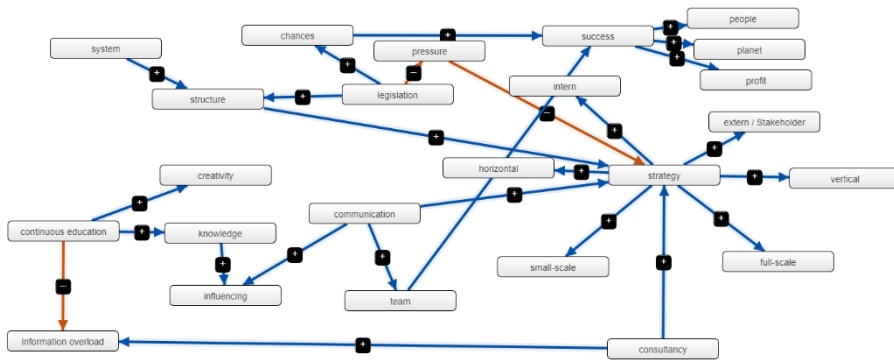 people
chances
success
system
pressure
planet
profit
intern
legislation
structure
extern / Stakeholder
horizontal
strategy
creativity
vertical
communication
continuous education
knowledge
full-scale
small-scale
influencing
team
information overload
consultancy
+
+
+
+
+
+
–
+
+
–
+
+
+
+
+
+
+
+
+
+
+
+
+
–
+
+